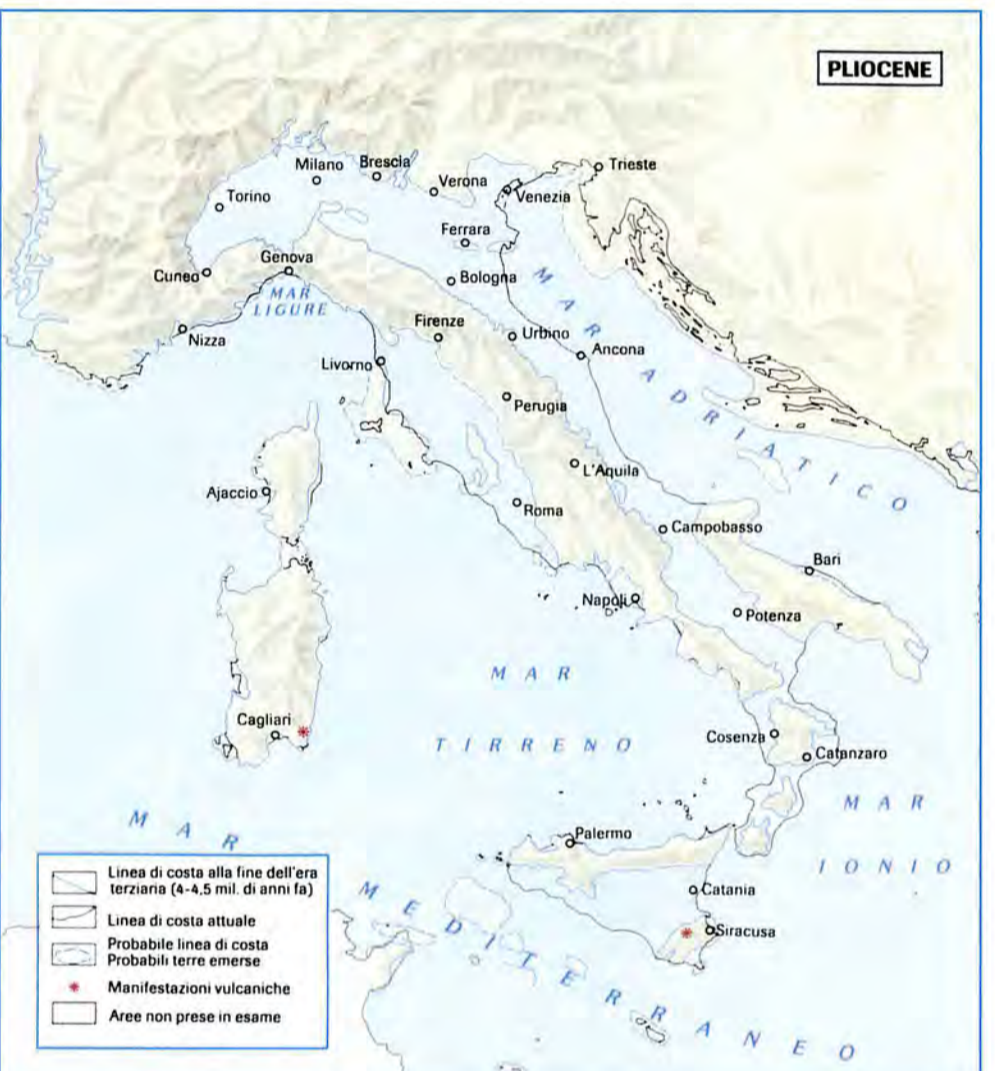 PLIOCENE
Trieste
Milano
Brescia
Verona
Venezia
Torino
Ferrara
Cuneo
Genova
Bologna
MAR
LIGURE
Nizza
Firenze
Urbino
Livorno
Ancona
MAR ADRIATICO
Perugia
L'Aquila
Ajaccio
Roma
Campobasso
Bari
Napoli
Potenza
MAR
TIRRENO
Cagliari
Cosenza
Catanzaro
MAR
IONIO
Palermo
Catania
Siracusa
MAR
MEDITERRANEO
Linea di costa alla fine dell'era
terziaria (4-4,5 mil. di anni fa)
Linea di costa attuale
Probabile linea di costa
Probabili terre emerse
Manifestazioni vulcaniche
Aree non prese in esame